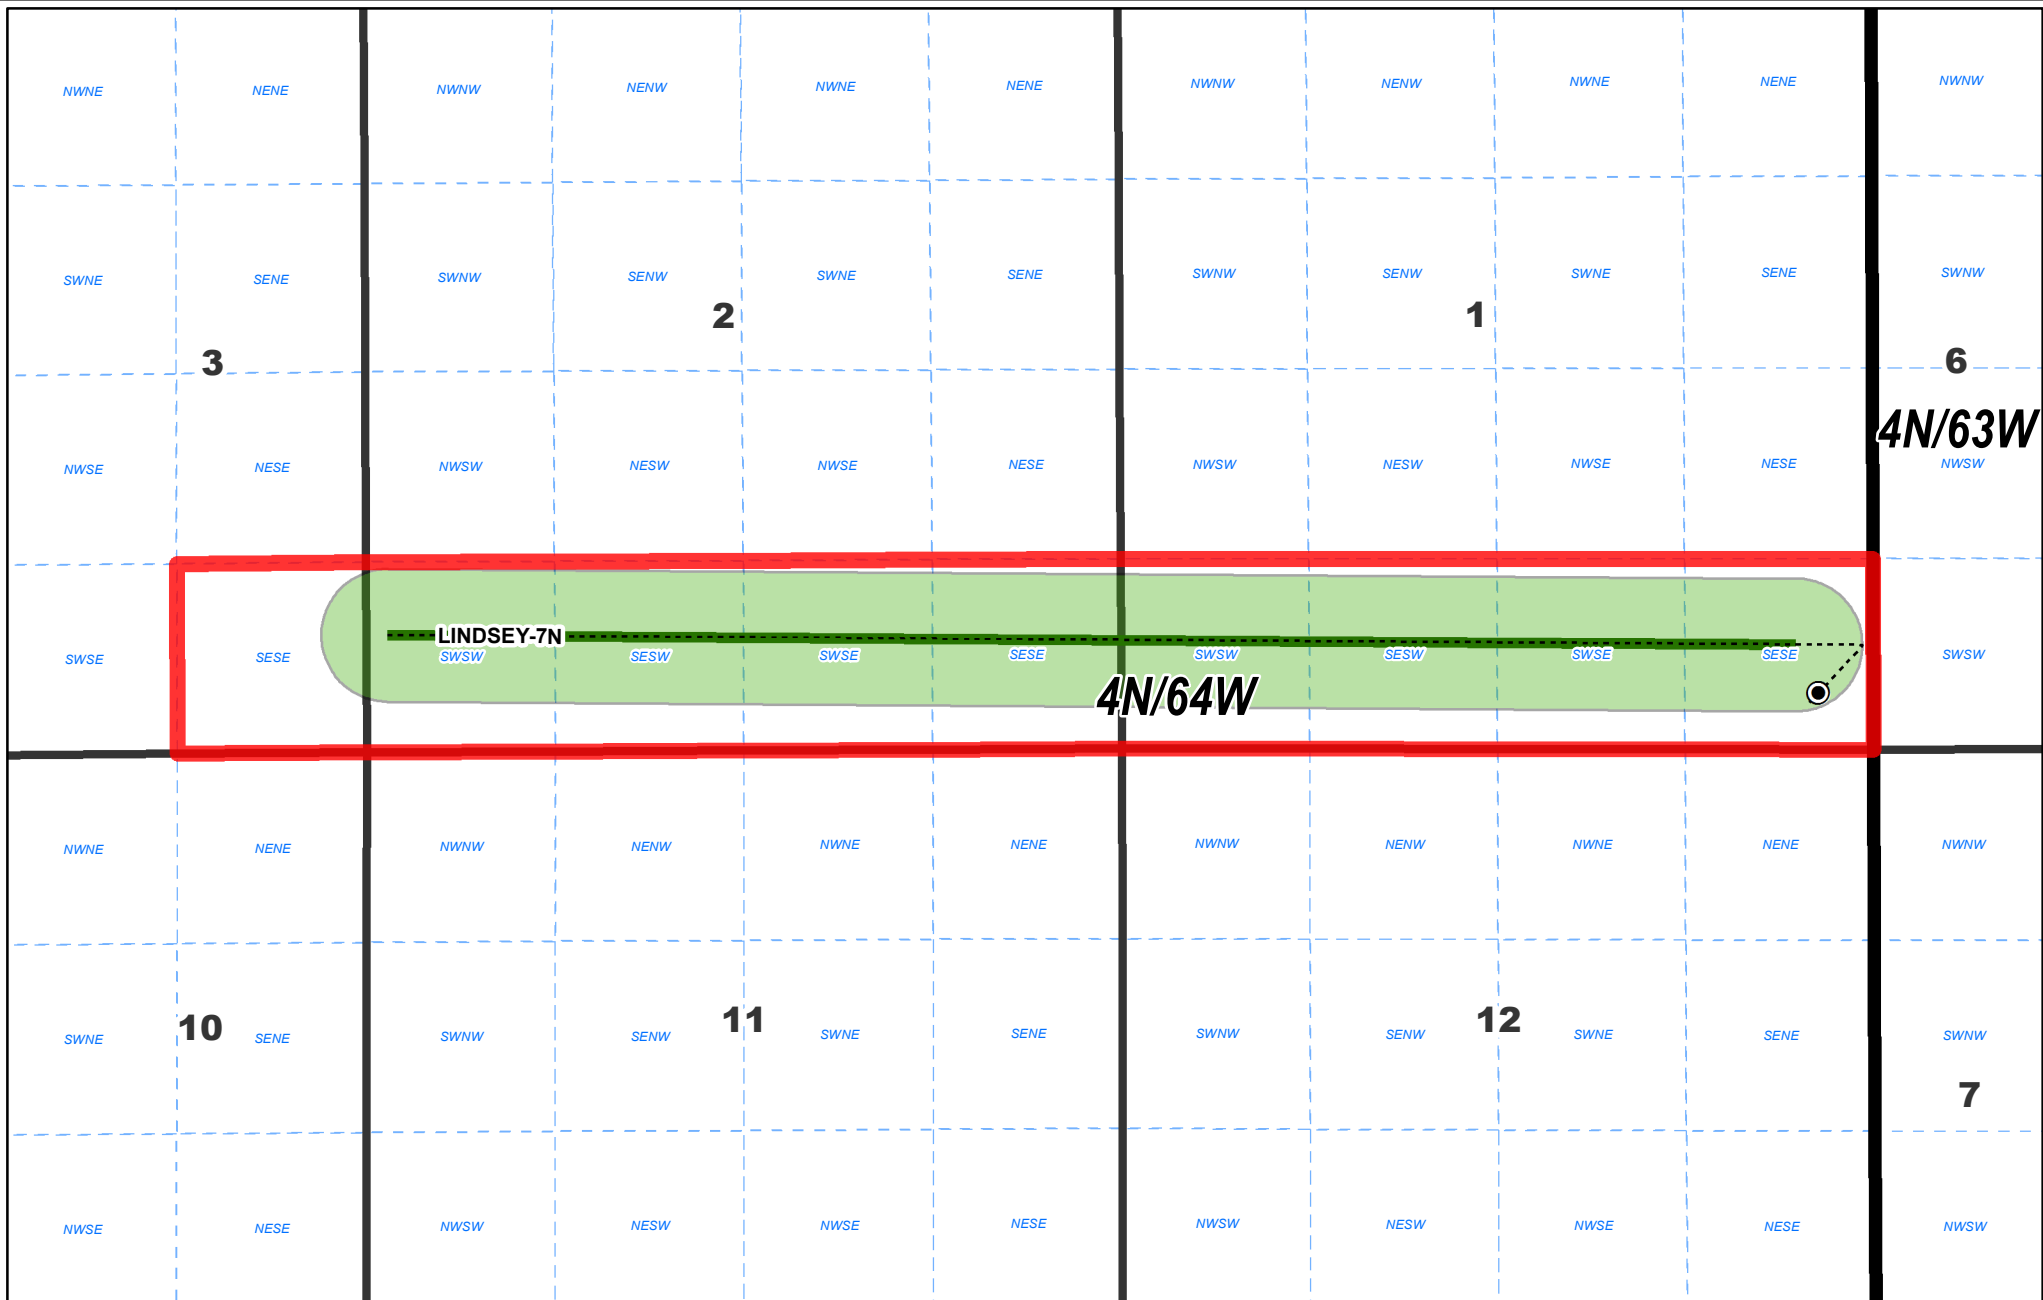 NWNE NENE NWNW NENW NWNE NENE NWNW NENW NWNE NENE NWNW
SWNE SENE SWNW SENW SWNE SENE SWNW SENW SWNE SENE SWNW
2 1
3 6
4N/63W
NWSE NESE NWSW NESW NWSE NESE NWSW NESW NWSE NESE NWSW
LINDSEY-7N
SWSE SESE SWSW SESW SWSE SESE SWSW SESW SWSE SESE SWSW
4N/64W
NWNE NENE NWNW NENW NWNE NENE NWNW NENW NWNE NENE NWNW
10 11 12
SWNE SENE SWNW SENW SWNE SENE SWNW SENW SWNE SENE SWNW
7
NWSE NESE NWSW NESW NWSE NESE NWSW NESW NWSE NESE NWSW